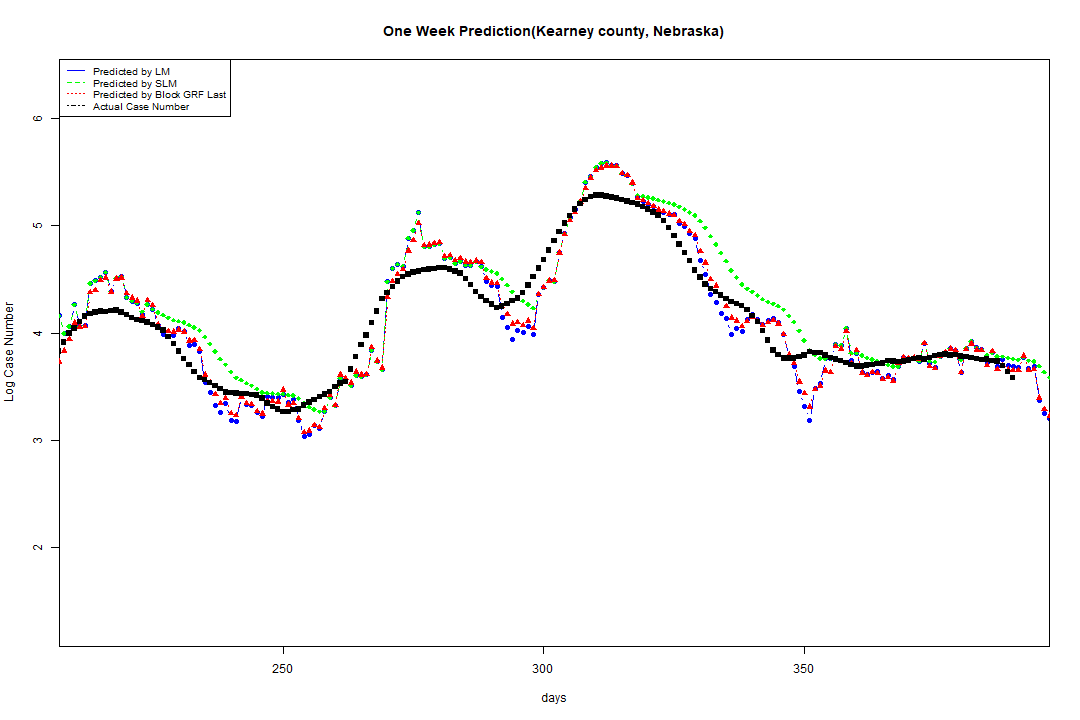 One Week Prediction(Kearney county, Nebraska)
Predicted by LM
Predicted by SLM
Predicted by Block GRF Last
Actual Case Number
Log Case Number
6
5
4
3
2
250
300
350
days